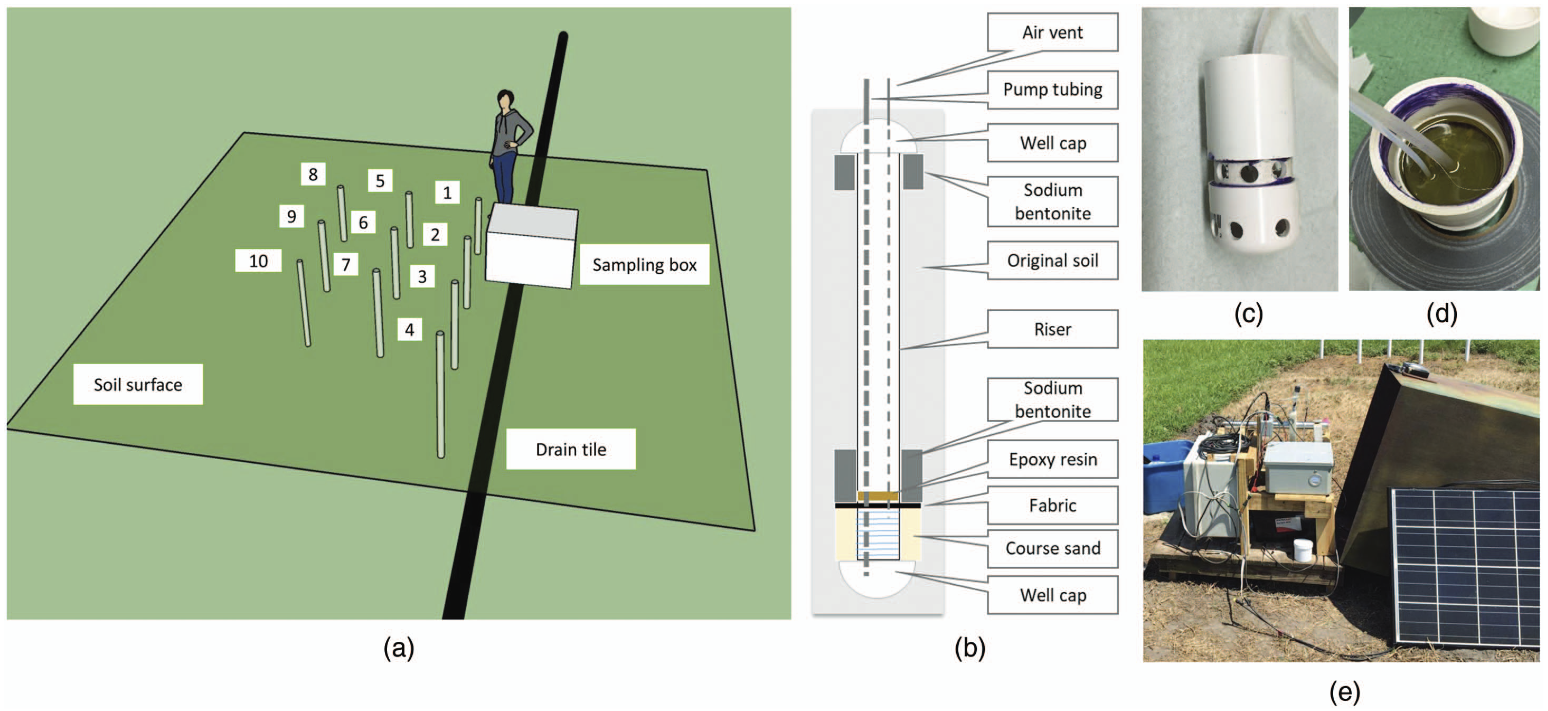 8
5
1
9
6
2
10
7
3
4
Sampling box
Soil surface
Drain tile
(a)
Air vent
Pump tubing
Well cap
Sodium
bentonite
Original soil
Riser
Sodium
bentonite
Epoxy resin
Fabric
Course sand
Well cap
(b)
(c)
(d)
(e)